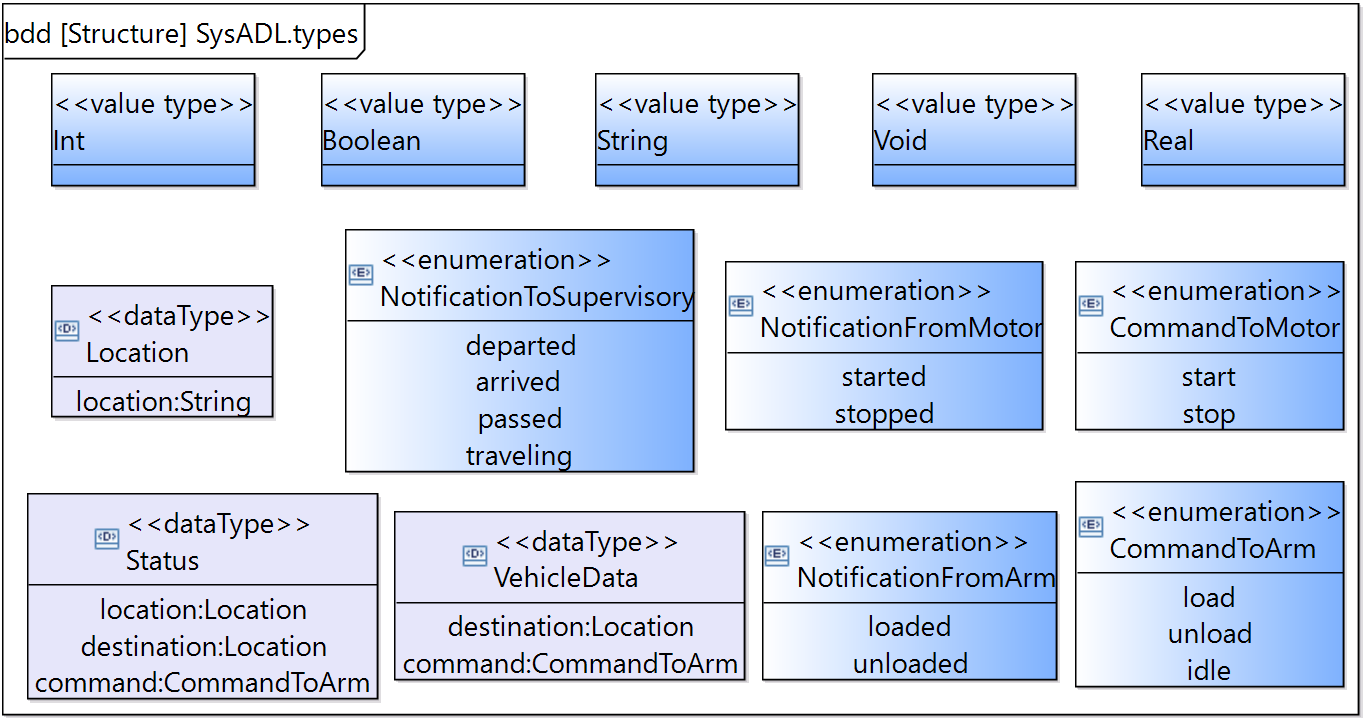 bdd [Structure] SysADL.types
<<value type>>
Int
<<value type>>
Boolean
<<value type>>
String
<<value type>>
Void
<<value type>>
Real
<D>
<<dataType>>
Location
location:String
<E>
<<enumeration>>
NotificationToSupervisory
departed
arrived
passed
traveling
<E>
<<enumeration>>
NotificationFromMotor
started
stopped
<E>
<<enumeration>>
CommandToMotor
start
stop
<D>
<<dataType>>
Status
location:Location
destination:Location
command:CommandToArm
<D>
<<dataType>>
VehicleData
destination:Location
command:CommandToArm
<E>
<<enumeration>>
NotificationFromArm
loaded
unloaded
<E>
<<enumeration>>
CommandToArm
load
unload
idle